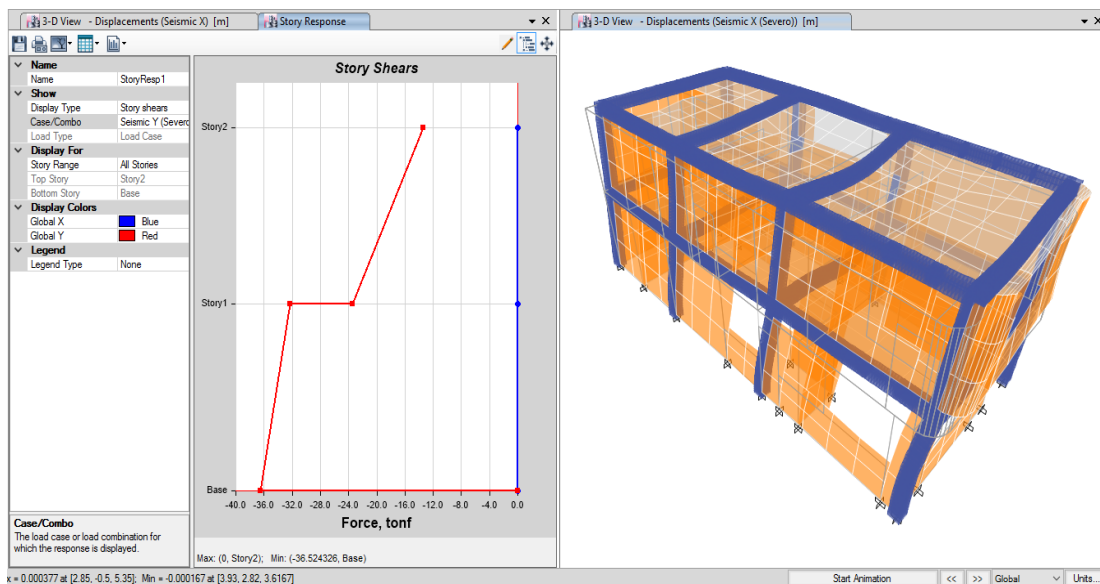 3-D View - Displacements (Seismic X) [m]
Story Response
Name
Name StoryResp1
Show
Display Type Story shears
Case/Combo Seismic Y (Severo
Load Type Load Case
Display For
Story Range All Stories
Top Story Story2
Bottom Story Base
Display Colors
Global X Blue
Global Y Red
Legend
Legend Type None
Case/Combo
The load case or load combination for
which the response is displayed.
Story Shears
Story2
Story1
Base
-40.0 -36.0 -32.0 -28.0 -24.0 -20.0 -16.0 -12.0 -8.0 -4.0 0.0
Force, tonf
Max: (0, Story2); Min: (-36.524326, Base)
3-D View - Displacements (Seismic X (Severo)) [m]
x = 0.000377 at [2.85, -0.5, 5.35]; Min = -0.000167 at [3.93, 2.82, 3.6167]
Start Animation << >> Global Units...